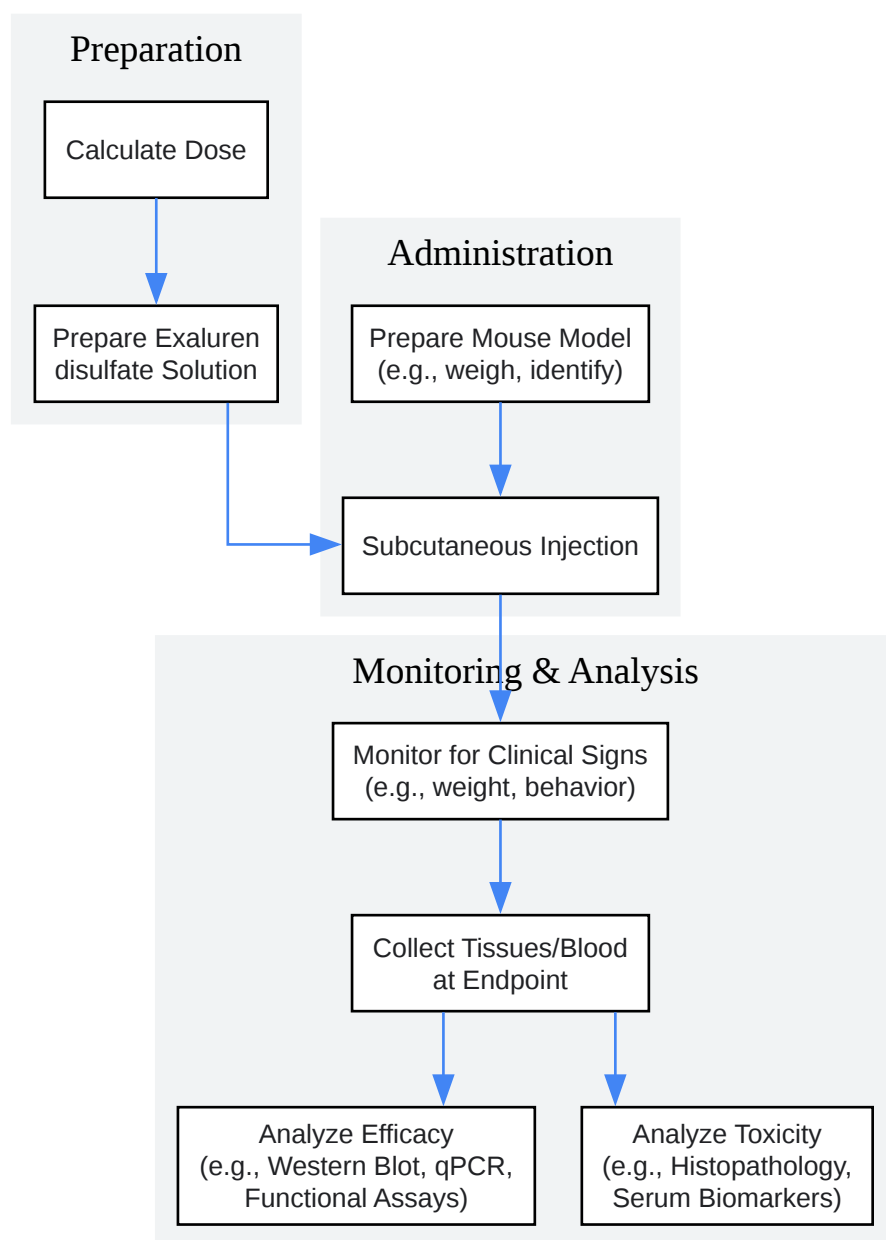 Preparation
Calculate Dose
Prepare Exaluren
disulfate Solution
Administration
Prepare Mouse Model
(e.g., weigh, identify)
Subcutaneous Injection
Monitoring & Analysis
Monitor for Clinical Signs
(e.g., weight, behavior)
Collect Tissues/Blood
at Endpoint
Analyze Efficacy
(e.g., Western Blot, qPCR,
Functional Assays)
Analyze Toxicity
(e.g., Histopathology,
Serum Biomarkers)